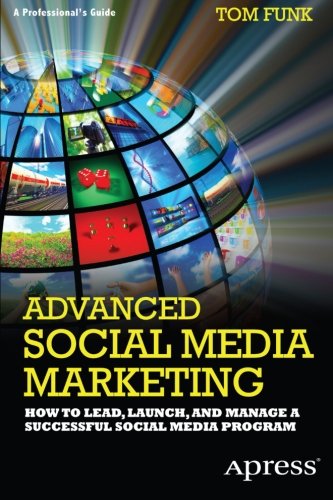 A Professional's Guide
TOM FUNK
ADVANCED
SOCIAL MEDIA
MARKETING
HOW TO LEAD, LAUNCH, AND MANAGE A
SUCCESSFUL SOCIAL MEDIA PROGRAM
Apress®